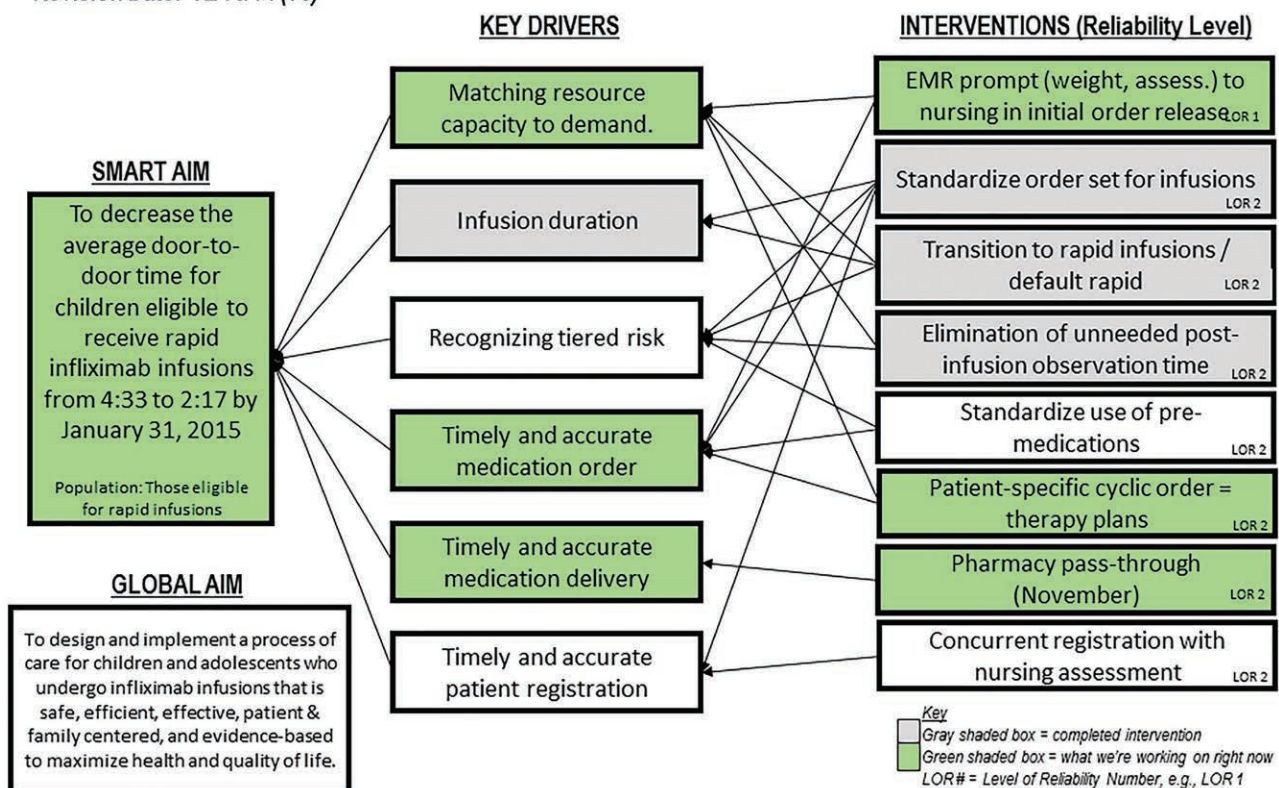 KEY DRIVERS
INTERVENTIONS (Reliability Level)
SMART AIM
To decrease the
average door-to-
door time for
children eligible to
receive rapid
infliximab infusions
from 4:33 to 2:17 by
January 31, 2015
Population: Those eligible
for rapid infusions
GLOBAL AIM
To design and implement a process of
care for children and adolescents who
undergo infliximab infusions that is
safe, efficient, effective, patient &
family centered, and evidence-based
to maximize health and quality of life.
Matching resource
capacity to demand.
Infusion duration
Recognizing tiered risk
Timely and accurate
medication order
Timely and accurate
medication delivery
Timely and accurate
patient registration
EMR prompt (weight, assess.) to
nursing in initial order release LOR 1
Standardize order set for infusions
LOR 2
Transition to rapid infusions /
default rapid LOR 2
Elimination of unneeded post-
infusion observation time LOR 2
Standardize use of pre-
medications LOR 2
Patient-specific cyclic order =
therapy plans LOR 2
Pharmacy pass-through
(November) LOR 2
Concurrent registration with
nursing assessment LOR 2
Key
Gray shaded box = completed intervention
Green shaded box = what we're working on right now
LOR# = Level of Reliability Number, e.g., LOR 1